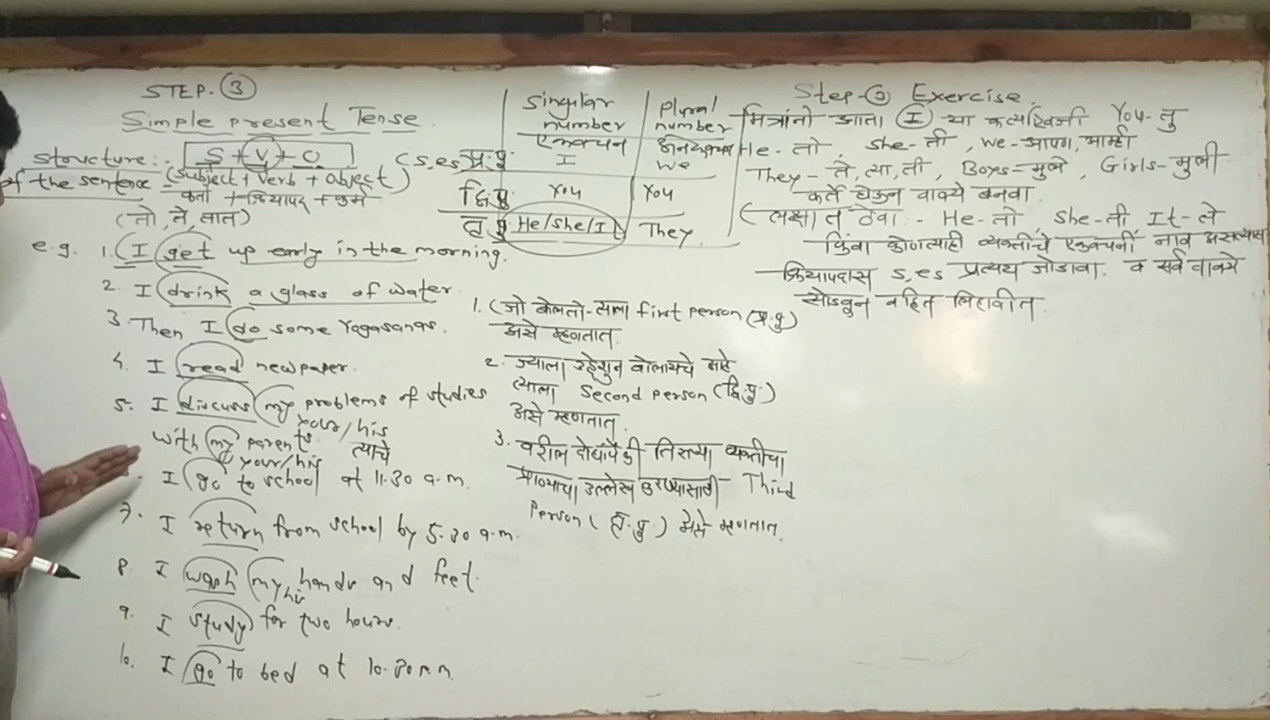 STEP. 3
Simple present Tense
structure:- S + V + O
of the sentence (subject + verb + object)
कर्ता + क्रियापद + कर्म
(तो, ते, तात)
(s, es
Singular number
एकवचन
Plural number
अनेकवचन
प्र.पु I We
द्वि.पु You You
तृ.पु He/She/It They
e.g. 1. I get up early in the morning.
2. I drink a glass of water.
3. Then I do some Yogasanas.
4. I read newspaper.
5. I discuss my problems of studies
your/his
with my parents त्याचे
your/his
I go to school at 11.30 a.m.
7. I return from school by 5.30 a.m.
8. I wash my hands and feet.
his
9. I study for two hours.
10. I go to bed at 10.30 p.m.
1. (जो बोलतो त्याला first person (प्र.पु)
असे म्हणतात.
2. ज्याला उद्देशून बोलायचे आहे
त्याला Second person (द्वि.पु)
असे म्हणतात.
3. वरील दोघांपैकी तिसऱ्या व्यक्तीचा
प्राण्याचा उल्लेख करण्यासाठी Third
Person (तृ.पु) असे म्हणतात.
Step-3 Exercise
मित्रांनो आता I या कर्त्याऐवजी You- तु
He- तो, she- ती, we- आपण, आम्ही
They- ते, त्या, ती, Boys- मुले, Girls- मुली
कर्ते घेऊन वाक्ये बनवा.
(लक्षात ठेवा - He- तो She- ती It- ते
किंवा कोणत्याही व्यक्तीचे एकवचनी नाव असल्यास
क्रियापदास s, es प्रत्यय जोडावा. व सर्व वाक्ये
सोडवून वहित लिहावीत.